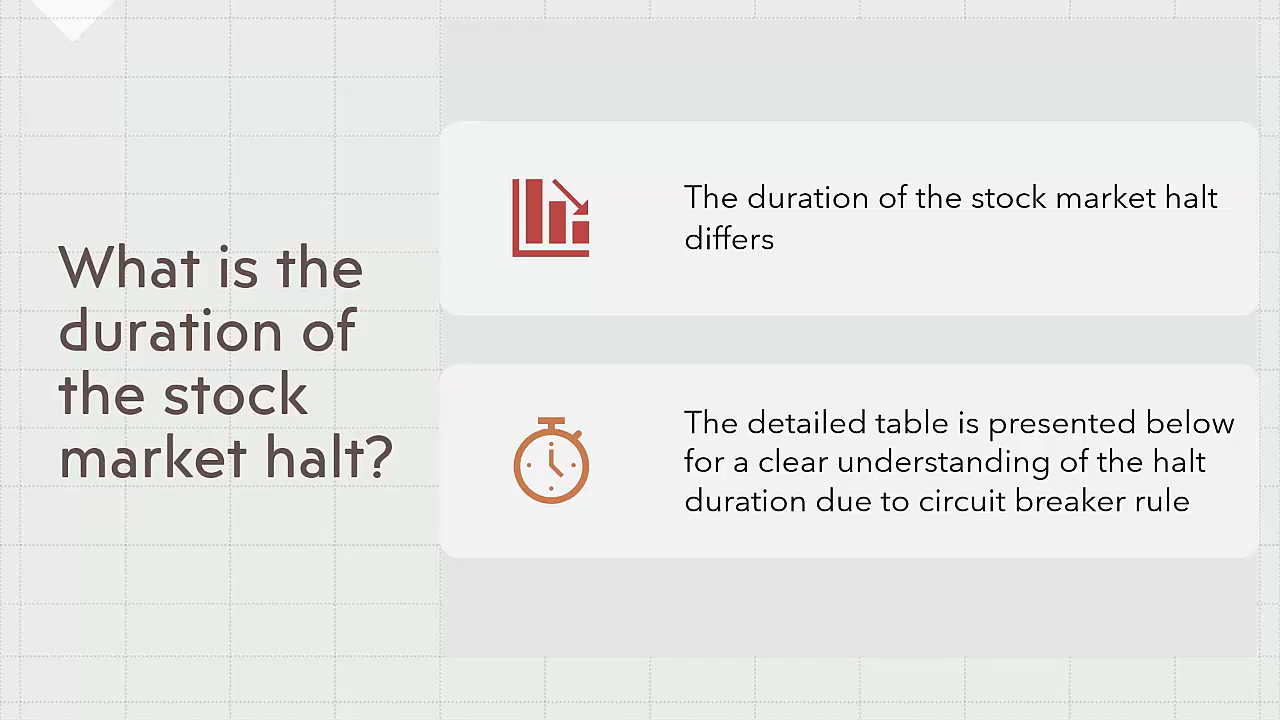 What is the
duration of
the stock
market halt?
The duration of the stock market halt
differs
The detailed table is presented below
for a clear understanding of the halt
duration due to circuit breaker rule